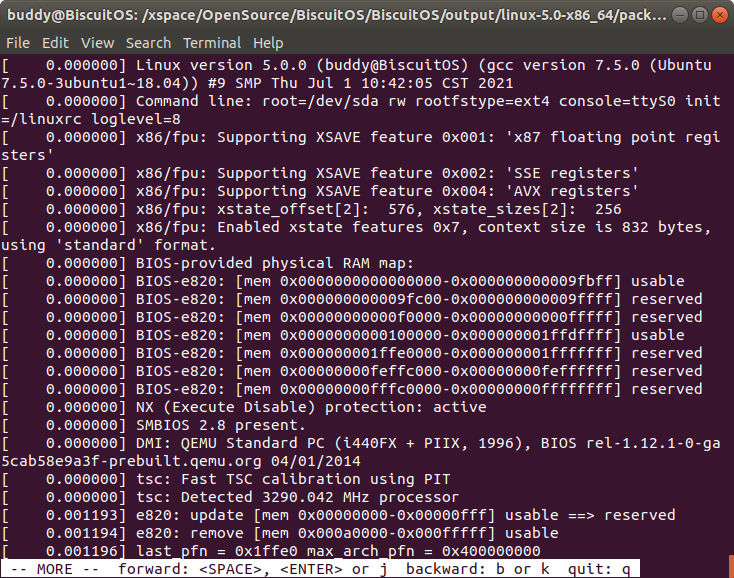 buddy@BiscuitOS: /xspace/OpenSource/BiscuitOS/BiscuitOS/output/linux-5.0-x86_64/pack...
File Edit View Search Terminal Help
[    0.000000] Linux version 5.0.0 (buddy@BiscuitOS) (gcc version 7.5.0 (Ubuntu
7.5.0-3ubuntu1~18.04)) #9 SMP Thu Jul 1 10:42:05 CST 2021
[    0.000000] Command line: root=/dev/sda rw rootfstype=ext4 console=ttyS0 init
=/linuxrc loglevel=8
[    0.000000] x86/fpu: Supporting XSAVE feature 0x001: 'x87 floating point regi
sters'
[    0.000000] x86/fpu: Supporting XSAVE feature 0x002: 'SSE registers'
[    0.000000] x86/fpu: Supporting XSAVE feature 0x004: 'AVX registers'
[    0.000000] x86/fpu: xstate_offset[2]:  576, xstate_sizes[2]:  256
[    0.000000] x86/fpu: Enabled xstate features 0x7, context size is 832 bytes,
using 'standard' format.
[    0.000000] BIOS-provided physical RAM map:
[    0.000000] BIOS-e820: [mem 0x0000000000000000-0x000000000009fbff] usable
[    0.000000] BIOS-e820: [mem 0x000000000009fc00-0x000000000009ffff] reserved
[    0.000000] BIOS-e820: [mem 0x00000000000f0000-0x00000000000fffff] reserved
[    0.000000] BIOS-e820: [mem 0x0000000000100000-0x000000001ffdffff] usable
[    0.000000] BIOS-e820: [mem 0x000000001ffe0000-0x000000001fffffff] reserved
[    0.000000] BIOS-e820: [mem 0x00000000feffc000-0x00000000feffffff] reserved
[    0.000000] BIOS-e820: [mem 0x00000000fffc0000-0x00000000ffffffff] reserved
[    0.000000] NX (Execute Disable) protection: active
[    0.000000] SMBIOS 2.8 present.
[    0.000000] DMI: QEMU Standard PC (i440FX + PIIX, 1996), BIOS rel-1.12.1-0-ga
5cab58e9a3f-prebuilt.qemu.org 04/01/2014
[    0.000000] tsc: Fast TSC calibration using PIT
[    0.000000] tsc: Detected 3290.042 MHz processor
[    0.001193] e820: update [mem 0x00000000-0x00000fff] usable ==> reserved
[    0.001194] e820: remove [mem 0x000a0000-0x000fffff] usable
[    0.001196] last_pfn = 0x1ffe0 max_arch_pfn = 0x400000000
-- MORE --  forward: <SPACE>, <ENTER> or j  backward: b or k  quit: q